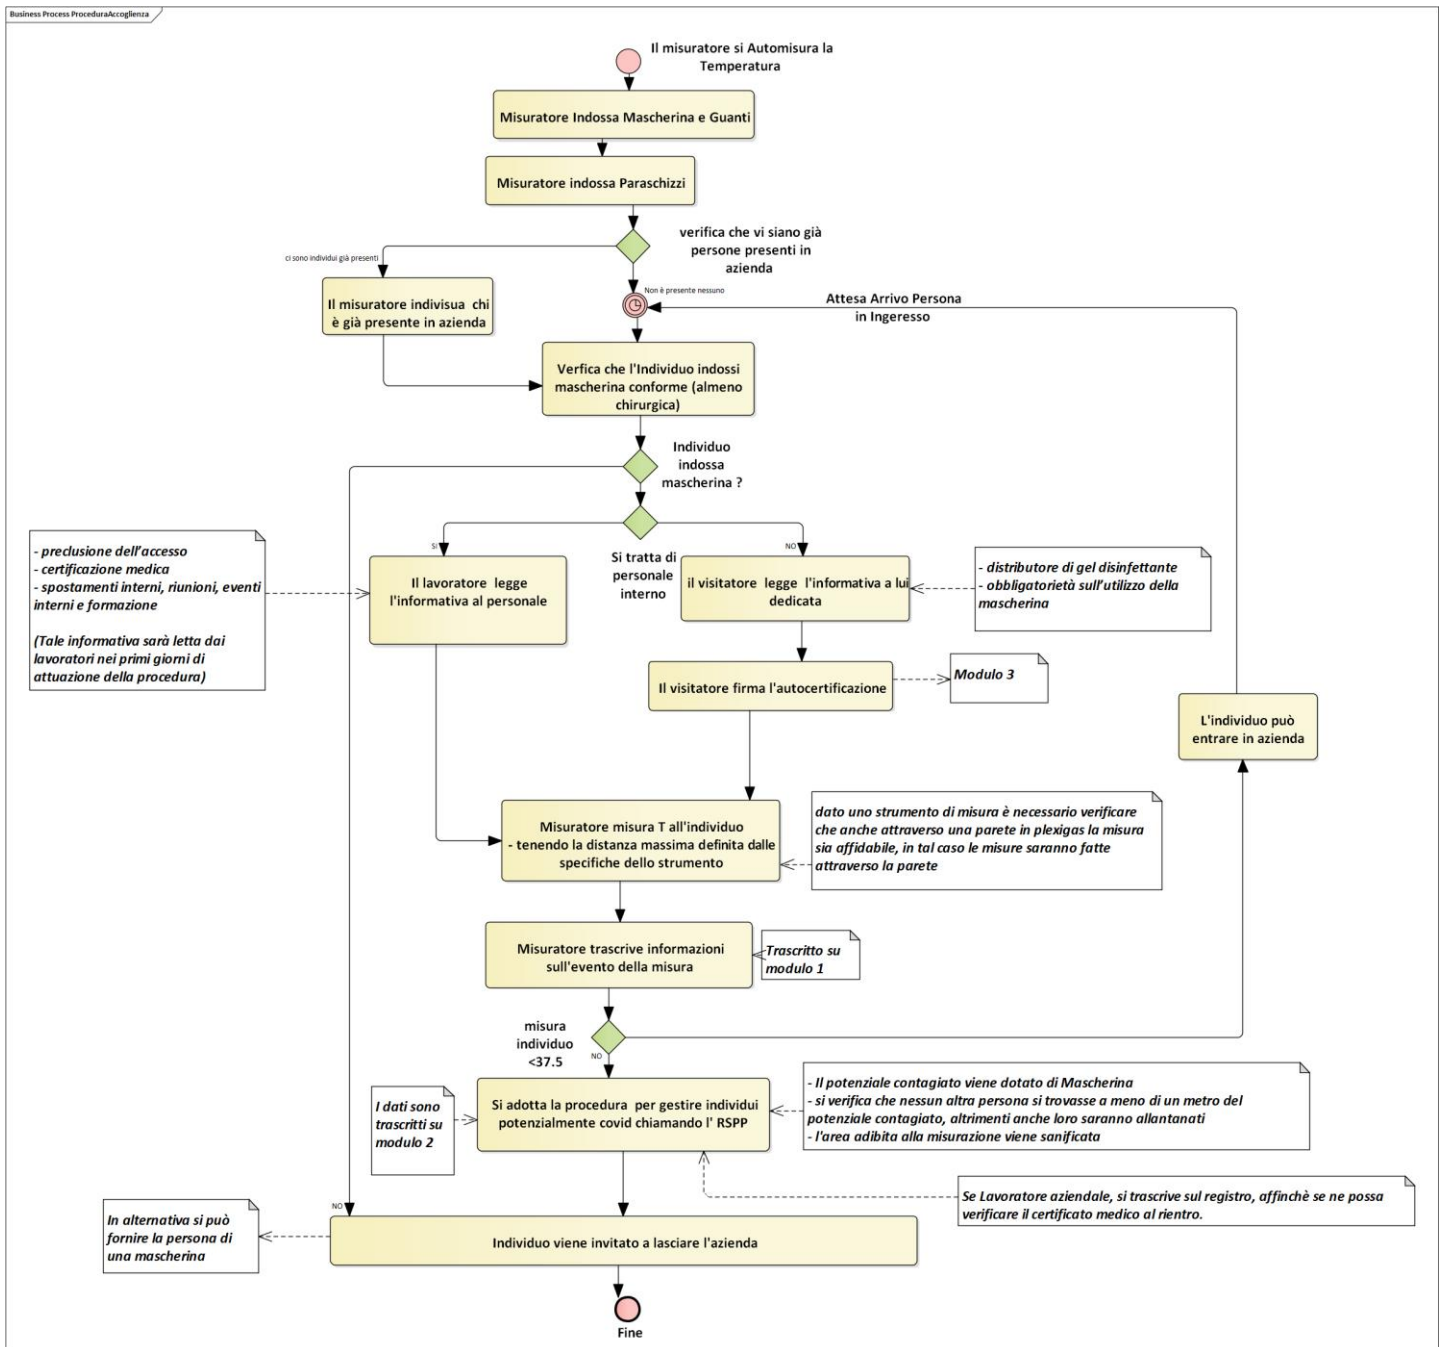 Business Process ProceduraAccoglienza
Il misuratore si Automisura la
Temperatura
Misuratore Indossa Mascherina e Guanti
Misuratore indossa Paraschizzi
verifica che vi siano già
persone presenti in
azienda
ci sono individui già presenti
Non è presente nessuno
Il misuratore indivisua  chi
è già presente in azienda
Attesa Arrivo Persona
in Ingeresso
Verfica che l'Individuo indossi
mascherina conforme (almeno
chirurgica)
Individuo
indossa
mascherina ?
- preclusione dell'accesso
- certificazione medica
- spostamenti interni, riunioni, eventi
interni e formazione
(Tale informativa sarà letta dai
lavoratori nei primi giorni di
attuazione della procedura)
SI
Il lavoratore  legge
l'informativa al personale
Si tratta di
personale
interno
NO
il visitatore  legge  l'informativa a lui
dedicata
- distributore di gel disinfettante
- obbligatorietà sull'utilizzo della
mascherina
Il visitatore firma l'autocertificazione
Modulo 3
L'individuo può
entrare in azienda
Misuratore misura T all'individuo
- tenendo la distanza massima definita dalle
specifiche dello strumento
dato uno strumento di misura è necessario verificare
che anche attraverso una parete in plexigas la misura
sia affidabile, in tal caso le misure saranno fatte
attraverso la parete
Misuratore trascrive informazioni
sull'evento della misura
Trascritto su
modulo 1
misura
individuo
<37.5
NO
I dati sono
trascritti su
modulo 2
Si adotta la procedura  per gestire individui
potenzialmente covid chiamando l' RSPP
- Il potenziale contagiato viene dotato di Mascherina
- si verifica che nessun altra persona si trovasse a meno di un metro del
potenziale contagiato, altrimenti anche loro saranno allantanati
- l'area adibita alla misurazione viene sanificata
Se Lavoratore aziendale, si trascrive sul registro, affinchè se ne possa
verificare il certificato medico al rientro.
NO
In alternativa si può
fornire la persona di
una mascherina
Individuo viene invitato a lasciare l'azienda
Fine